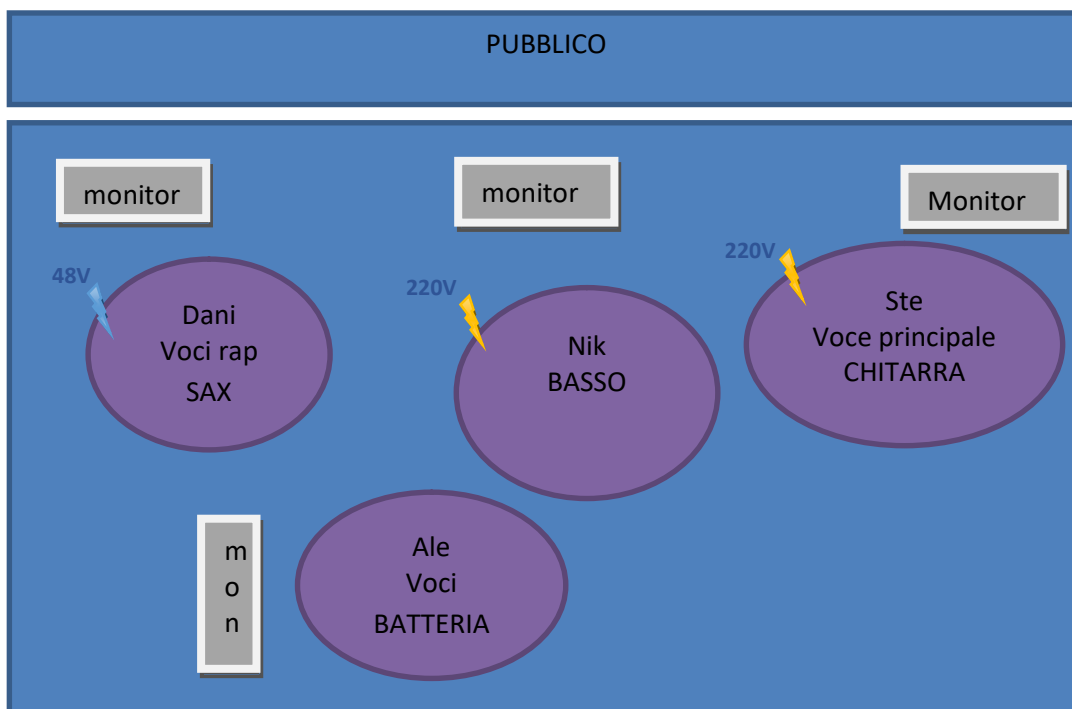 PUBBLICO
monitor
monitor
Monitor
48V
220V
220V
Dani
Voci rap
SAX
Nik
BASSO
Ste
Voce principale
CHITARRA
m
o
n
Ale
Voci
BATTERIA